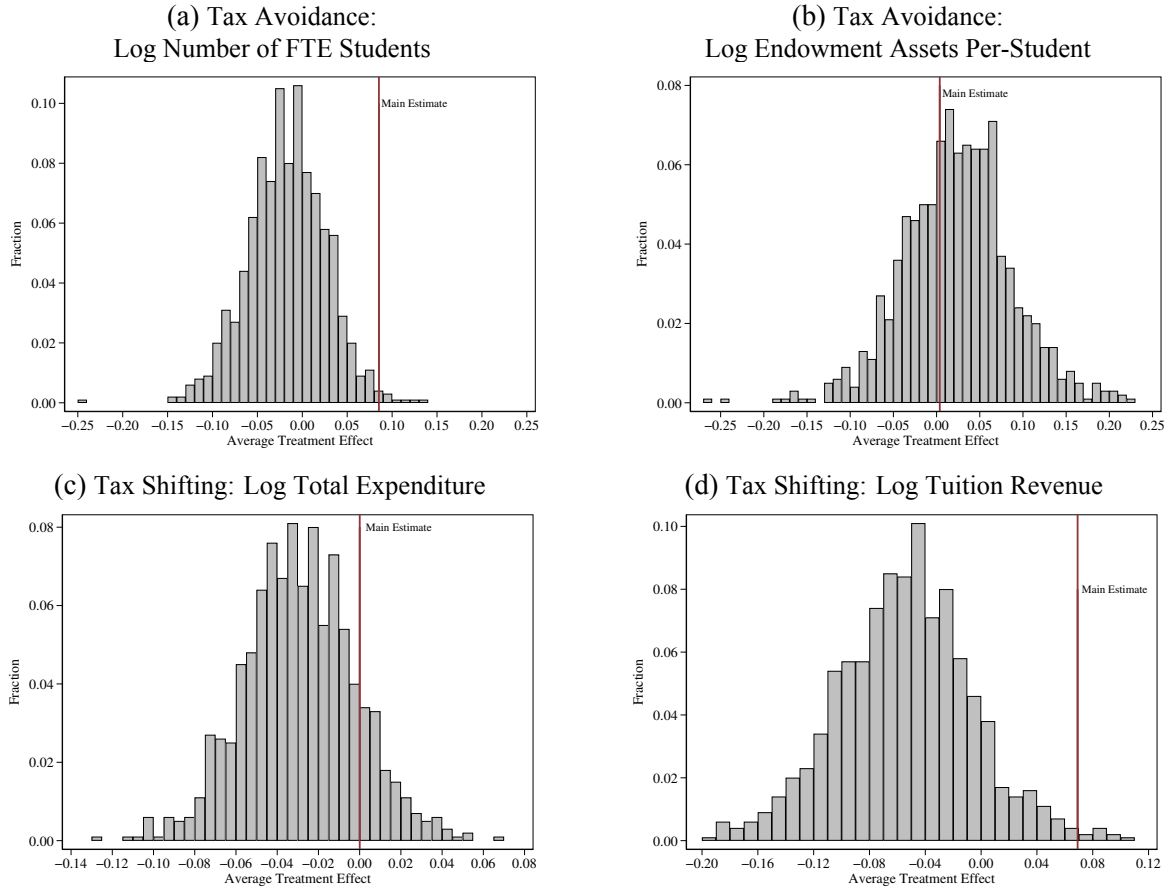 (a) Tax Avoidance:
Log Number of FTE Students
Main Estimate
0.10
0.08
0.06
0.04
0.02
0.00
Fraction
−0.25 −0.20 −0.15 −0.10 −0.05 0.00 0.05 0.10 0.15 0.20 0.25
Average Treatment Effect
(b) Tax Avoidance:
Log Endowment Assets Per-Student
Main Estimate
0.08
0.06
0.04
0.02
0.00
Fraction
−0.25 −0.20 −0.15 −0.10 −0.05 0.00 0.05 0.10 0.15 0.20 0.25
Average Treatment Effect
(c) Tax Shifting: Log Total Expenditure
Main Estimate
0.08
0.06
0.04
0.02
0.00
Fraction
−0.14 −0.12 −0.10 −0.08 −0.06 −0.04 −0.02 0.00 0.02 0.04 0.06 0.08
Average Treatment Effect
(d) Tax Shifting: Log Tuition Revenue
Main Estimate
0.10
0.08
0.06
0.04
0.02
0.00
Fraction
−0.20 −0.16 −0.12 −0.08 −0.04 0.00 0.04 0.08 0.12
Average Treatment Effect